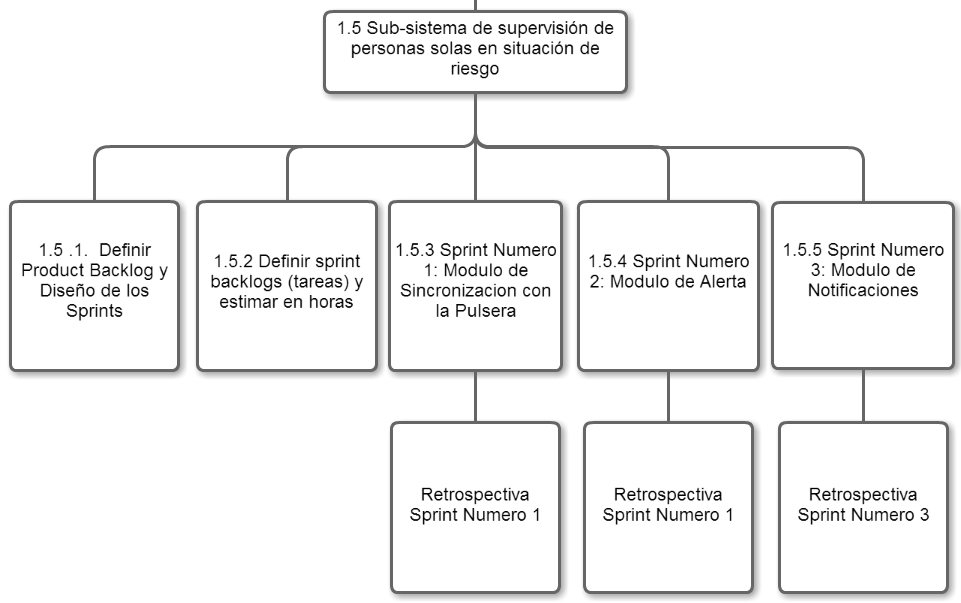 1.5 Sub-sistema de supervisión de
personas solas en situación de
riesgo
1.5 .1. Definir
Product Backlog y
Diseño de los
Sprints
1.5.2 Definir sprint
backlogs (tareas) y
estimar en horas
1.5.3 Sprint Numero
1: Modulo de
Sincronizacion con
la Pulsera
1.5.4 Sprint Numero
2: Modulo de Alerta
1.5.5 Sprint Numero
3: Modulo de
Notificaciones
Retrospectiva
Sprint Numero 1
Retrospectiva
Sprint Numero 1
Retrospectiva
Sprint Numero 3